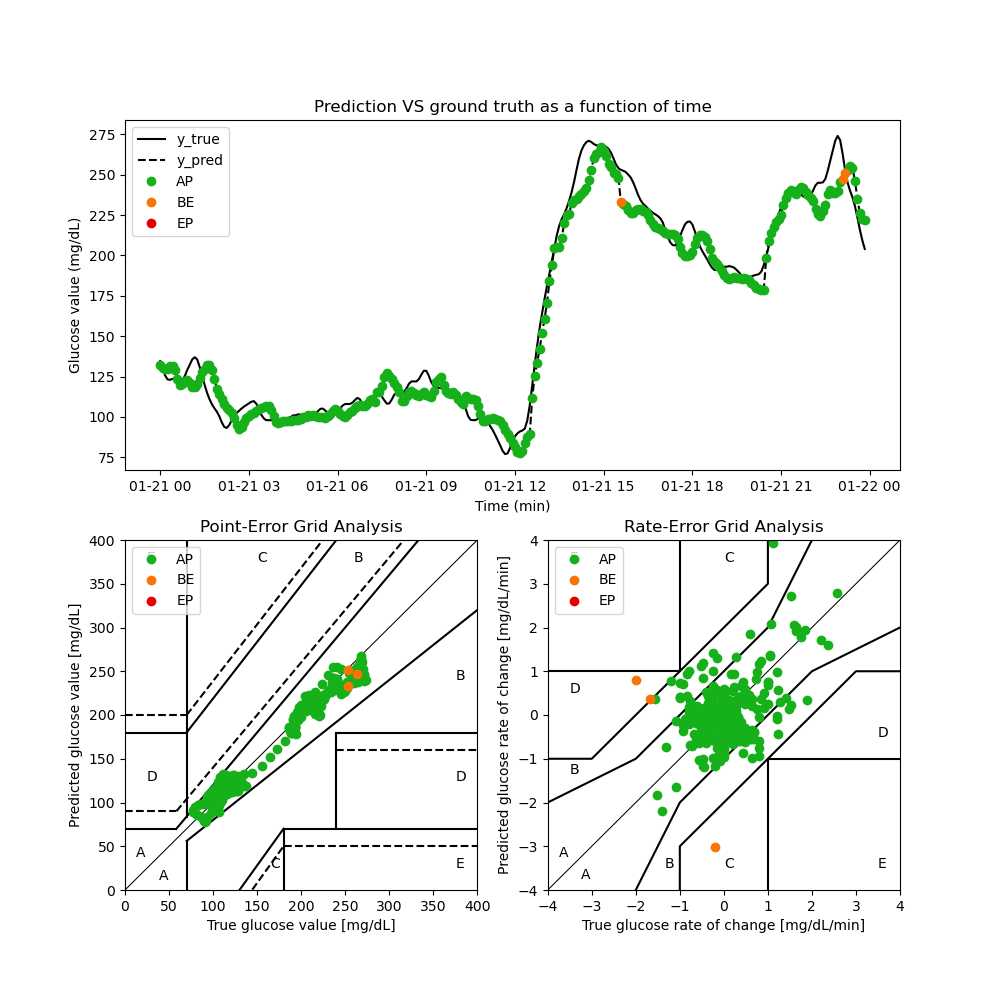 Prediction VS ground truth as a function of time
Glucose value (mg/dL)
275
250
225
200
175
150
125
100
75
y_true
y_pred
AP
BE
EP
01-21 00 01-21 03 01-21 06 01-21 09 01-21 12 01-21 15 01-21 18 01-21 21 01-22 00
Time (min)
Point-Error Grid Analysis
Predicted glucose value [mg/dL]
400
350
300
250
200
150
100
50
0
AP
BE
EP
C
B
B
D
D
A
A
C
E
0 50 100 150 200 250 300 350 400
True glucose value [mg/dL]
Rate-Error Grid Analysis
Predicted glucose rate of change [mg/dL/min]
4
3
2
1
0
−1
−2
−3
−4
AP
BE
EP
C
D
D
B
A
A
B
C
E
−4 −3 −2 −1 0 1 2 3 4
True glucose rate of change [mg/dL/min]